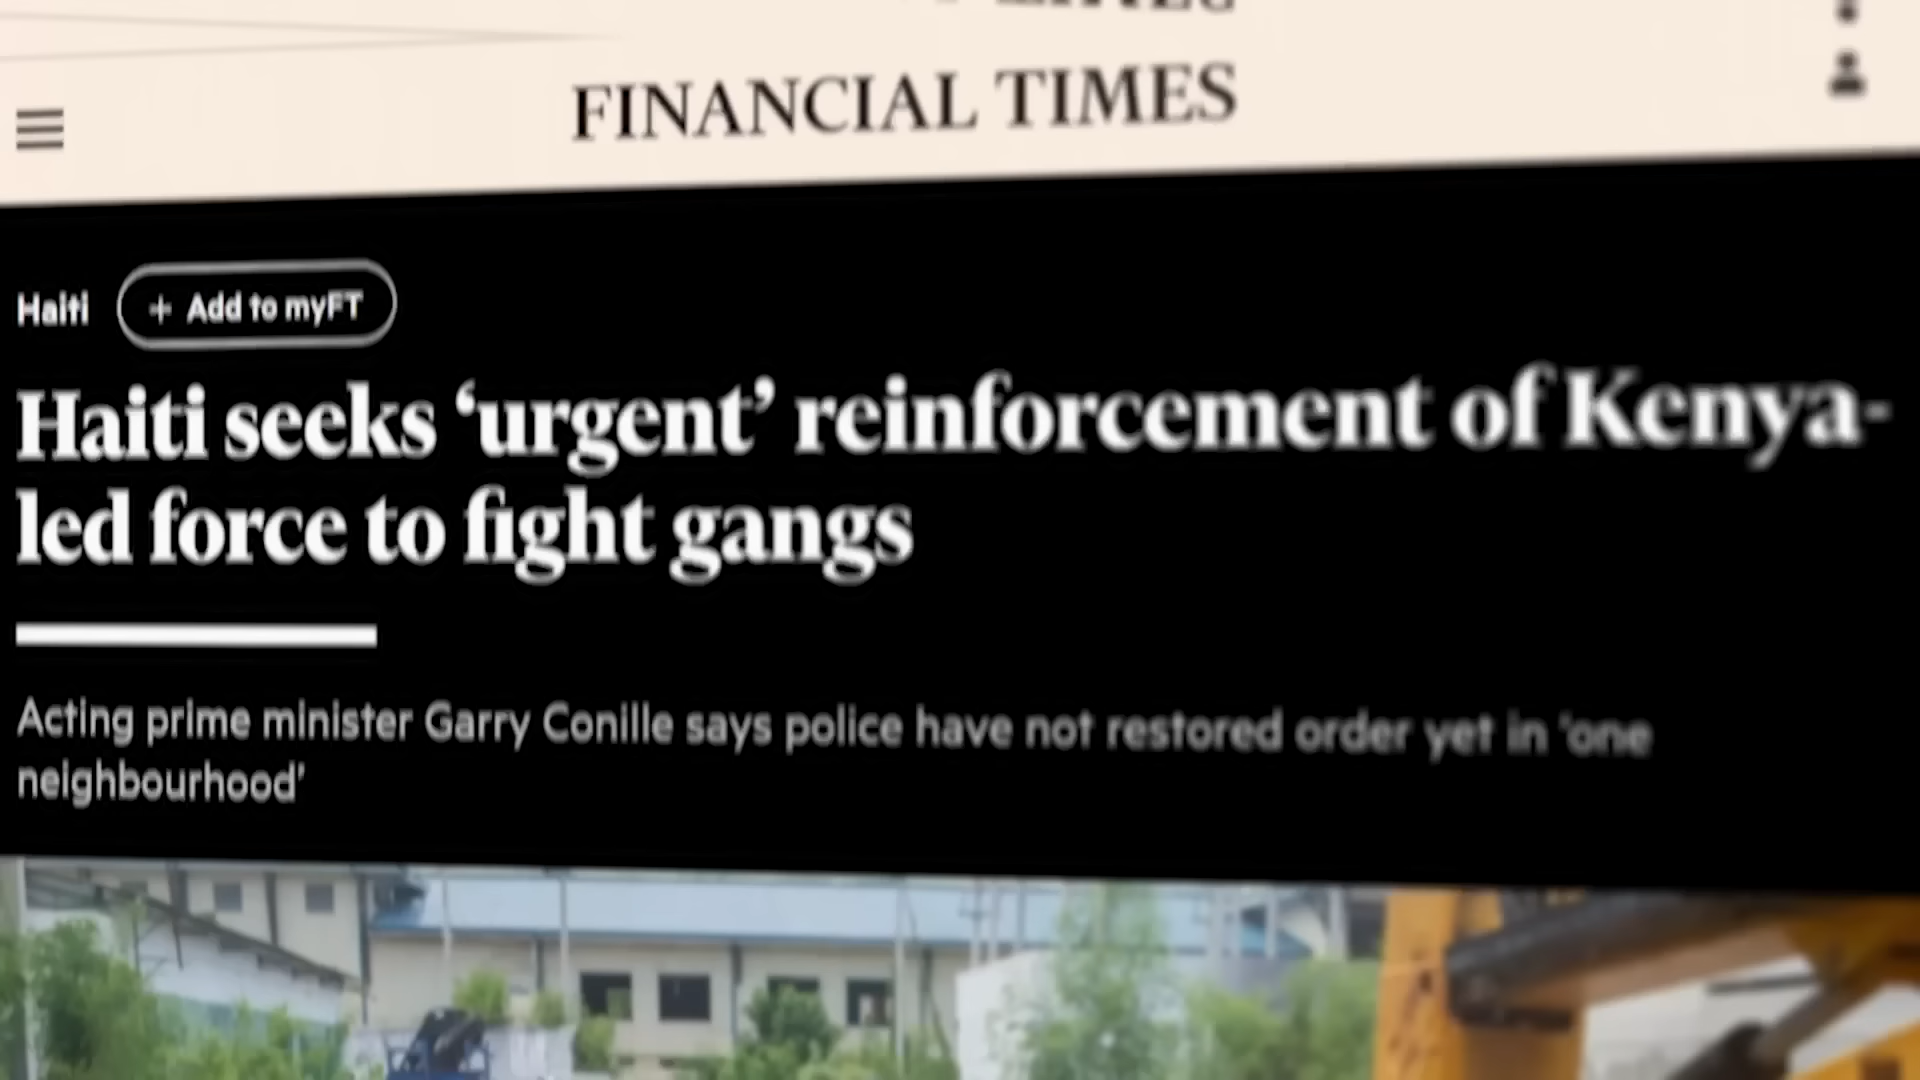 FINANCIAL TIMES
Haiti
+ Add to myFT
Haiti seeks ‘urgent’ reinforcement of Kenya-
led force to fight gangs
Acting prime minister Garry Conille says police have not restored order yet in ‘one
neighbourhood’